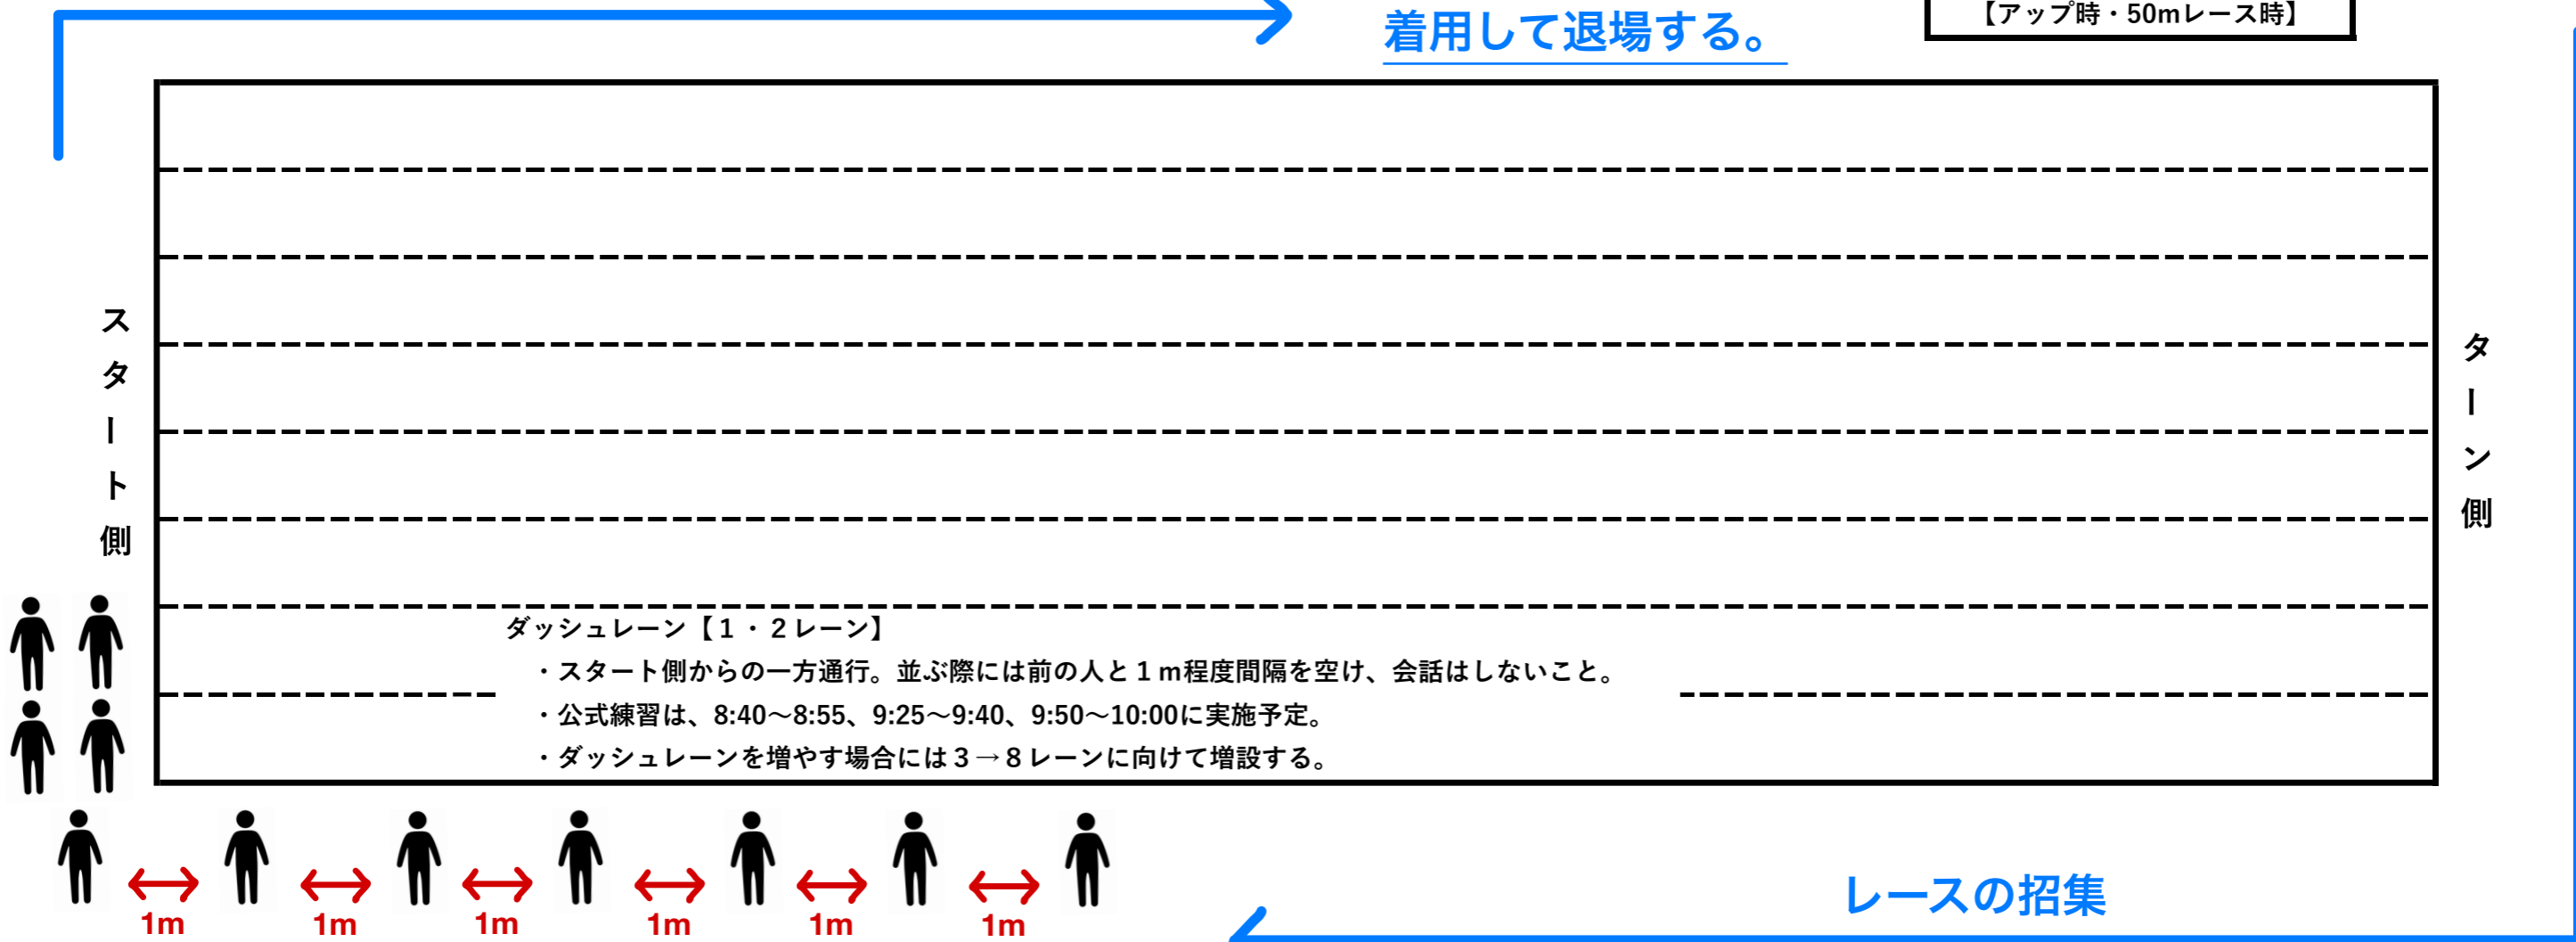 着用して退場する。
【アップ時・50mレース時】
スタート側
ターン側
ダッシュレーン【１・２レーン】
・スタート側からの一方通行。並ぶ際には前の人と１ｍ程度間隔を空け、会話はしないこと。
・公式練習は、8:40〜8:55、9:25〜9:40、9:50〜10:00に実施予定。
・ダッシュレーンを増やす場合には３→８レーンに向けて増設する。
1m
1m
1m
1m
1m
1m
レースの招集